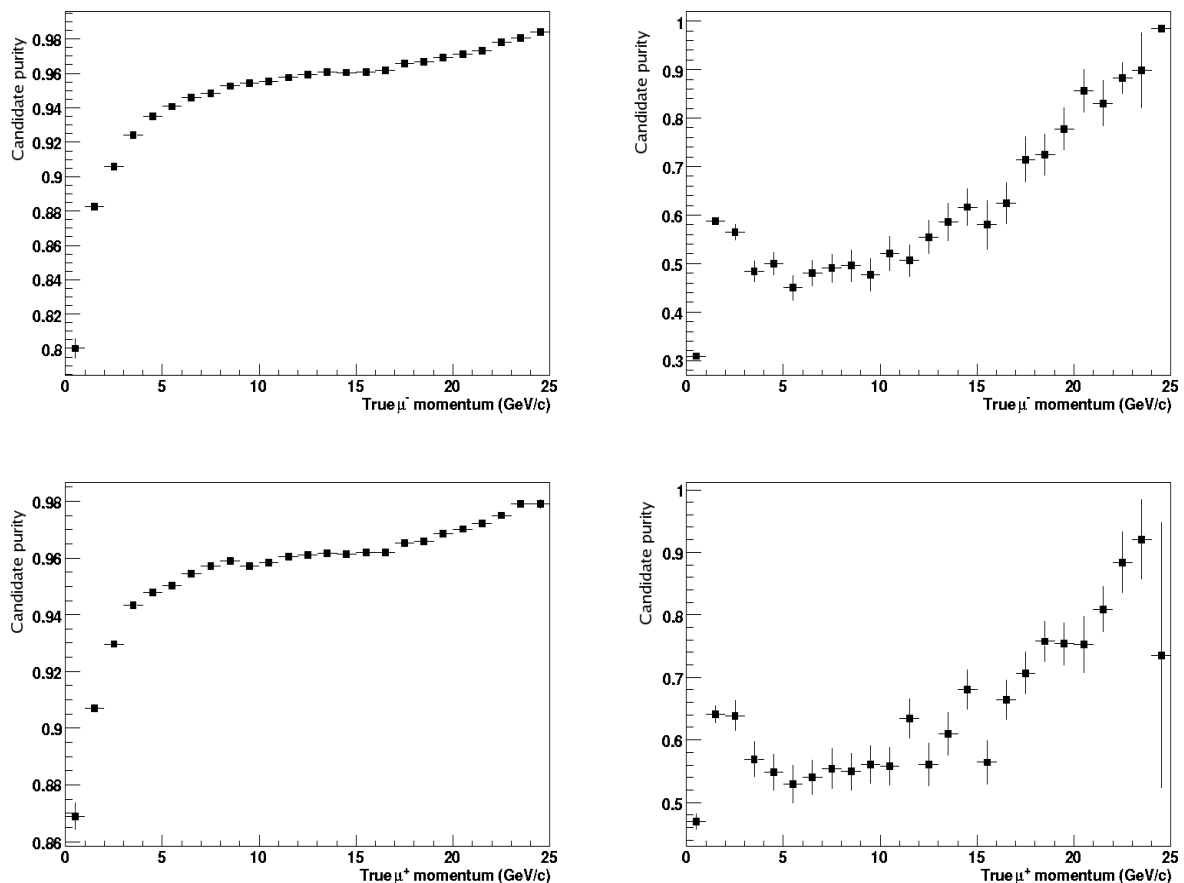 Candidate purity
0.98
0.96
0.94
0.92
0.9
0.88
0.86
0.84
0.82
0.8
0 5 10 15 20 25
True μ⁻ momentum (GeV/c)
Candidate purity
1
0.9
0.8
0.7
0.6
0.5
0.4
0.3
0 5 10 15 20 25
True μ⁻ momentum (GeV/c)
Candidate purity
0.98
0.96
0.94
0.92
0.9
0.88
0.86
0 5 10 15 20 25
True μ⁺ momentum (GeV/c)
Candidate purity
1
0.9
0.8
0.7
0.6
0.5
0 5 10 15 20 25
True μ⁺ momentum (GeV/c)